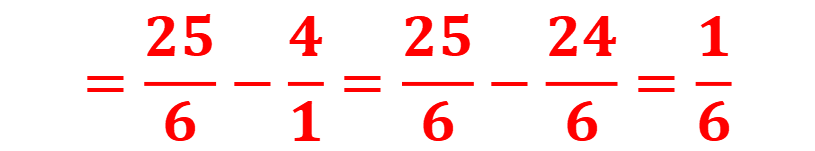 = 25/6 − 4/1 = 25/6 − 24/6 = 1/6